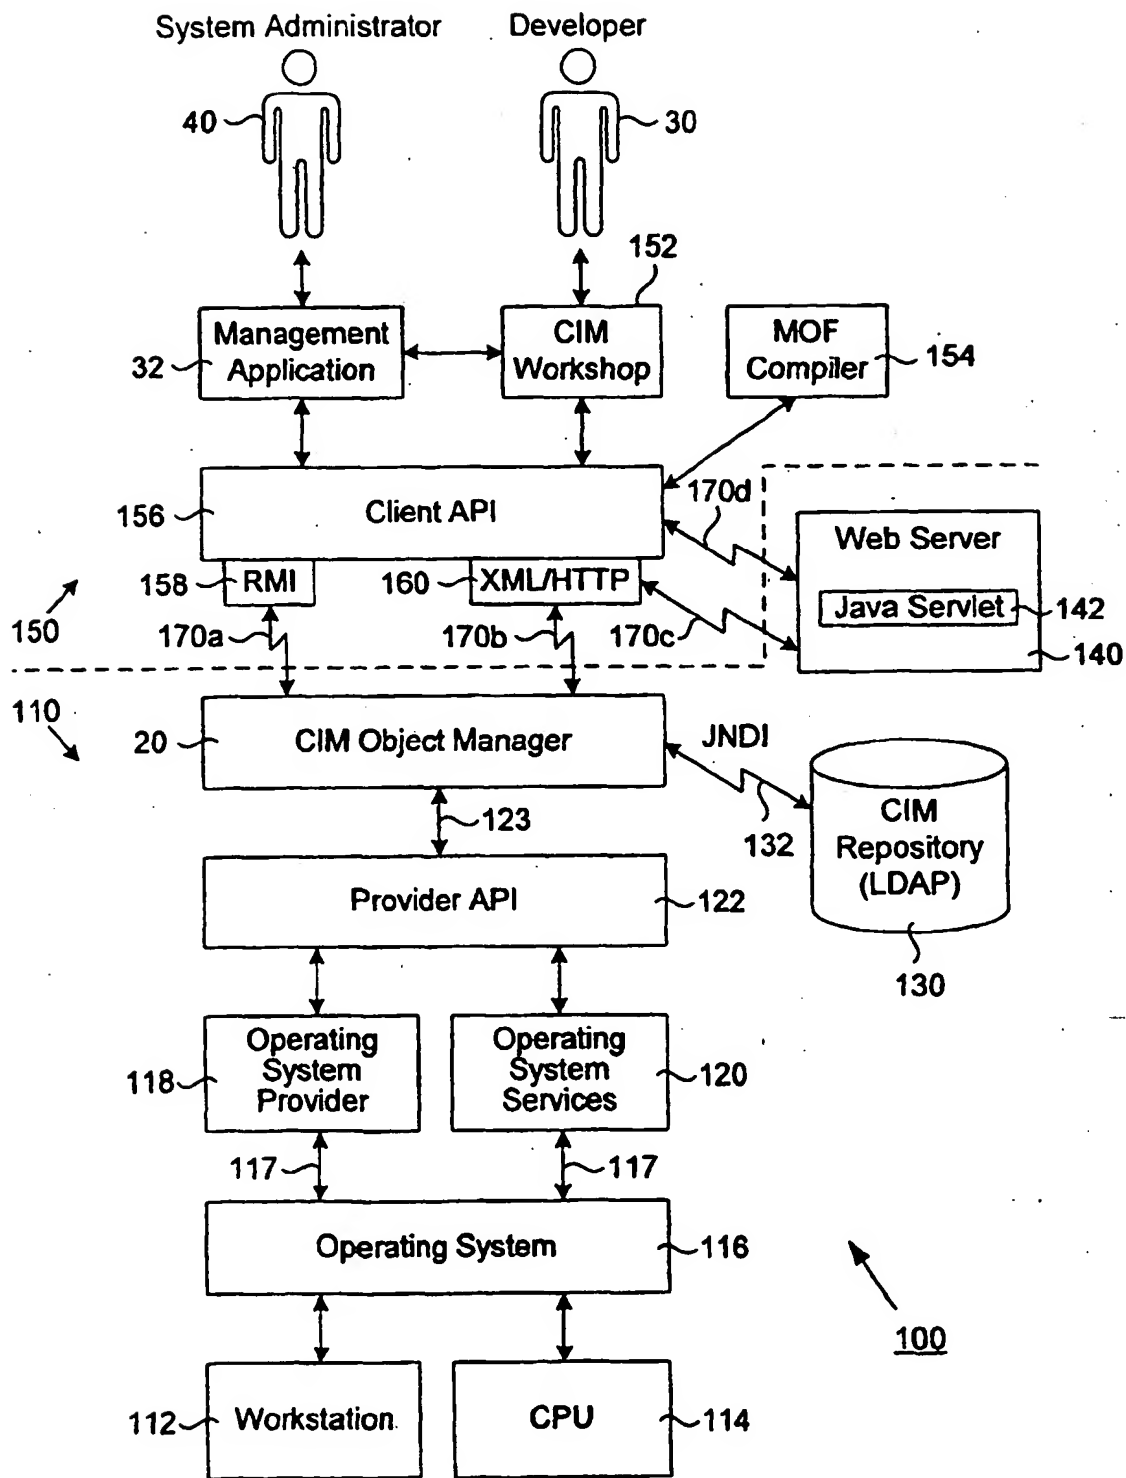 System Administrator
Developer
40
30
152
Management
Application
32
CIM
Workshop
MOF
Compiler
154
156
Client API
170d
Web Server
Java Servlet
142
140
158
RMI
160
XML/HTTP
150
170a
170b
170c
110
20
CIM Object Manager
JNDI
132
CIM
Repository
(LDAP)
130
123
Provider API
122
118
Operating
System
Provider
Operating
System
Services
120
117
117
Operating System
116
100
112
Workstation
CPU
114